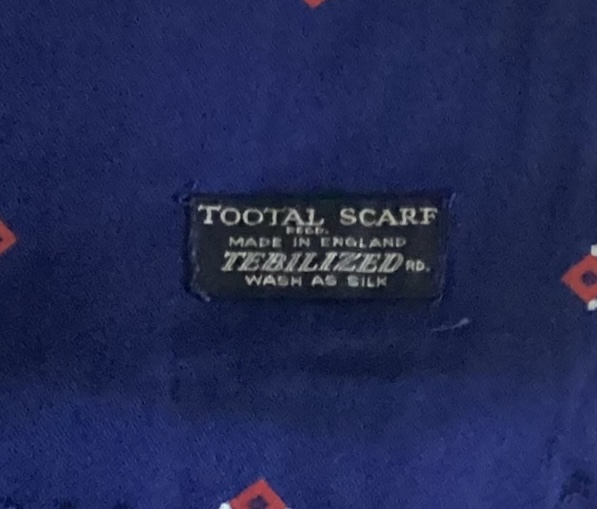 TOOTAL SCARF
REGD.
MADE IN ENGLAND
TEBILIZED RD.
WASH AS SILK